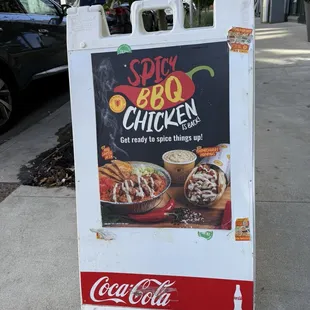 SPICY
BBQ
CHICKEN
IS BACK!
Get ready to spice things up!
Coca-Cola